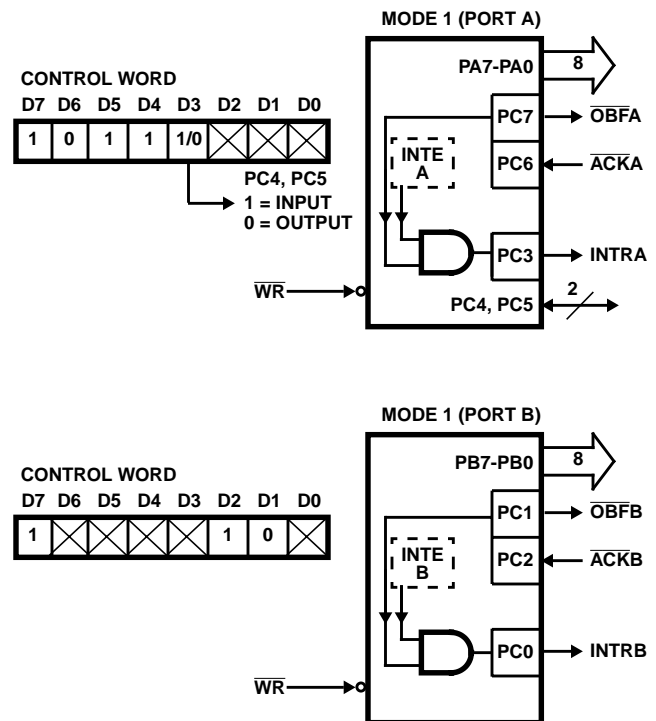 MODE 1 (PORT A)
CONTROL WORD
D7 D6 D5 D4 D3 D2 D1 D0
1 0 1 1 1/0
PC4, PC5
1 = INPUT
0 = OUTPUT
PA7-PA0
8
PC7
OBFA
INTE
A
PC6
ACKA
PC3
INTRA
WR
PC4, PC5
2
MODE 1 (PORT B)
CONTROL WORD
D7 D6 D5 D4 D3 D2 D1 D0
1 1 0
PB7-PB0
8
PC1
OBFB
INTE
B
PC2
ACKB
PC0
INTRB
WR